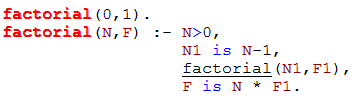 factorial(0,1).
factorial(N,F) :- N>0,
N1 is N-1,
factorial(N1,F1),
F is N * F1.